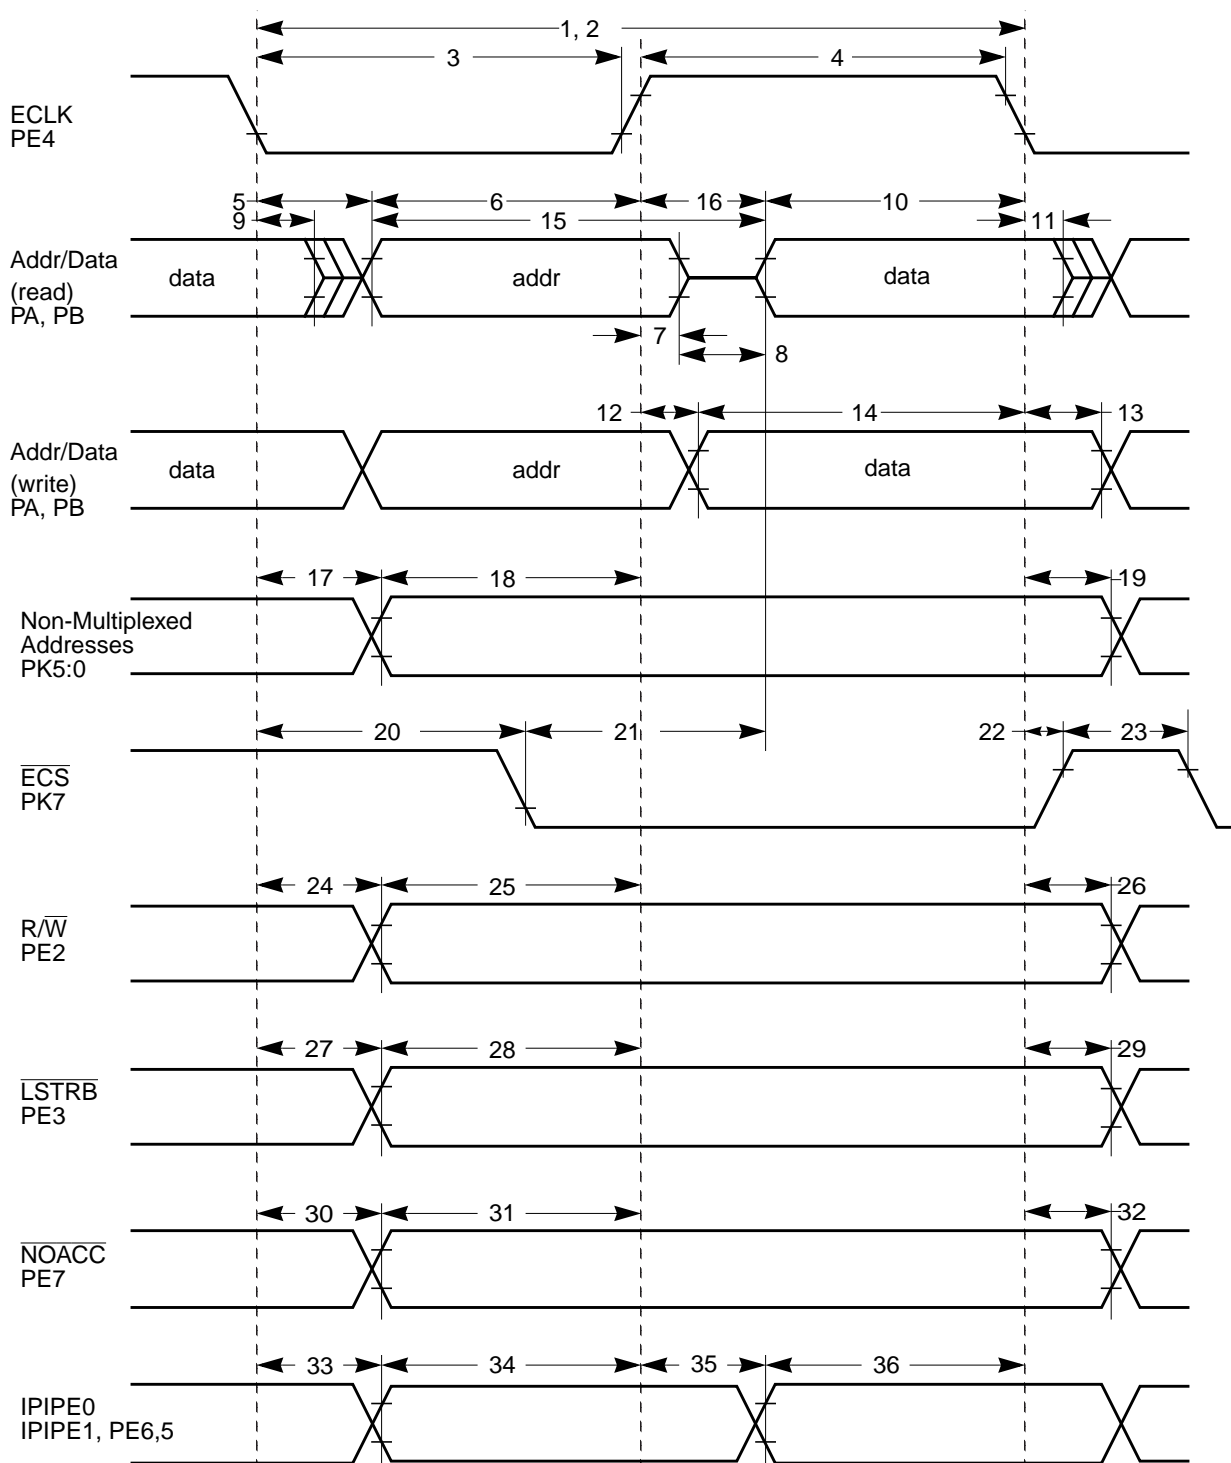 1, 2
3 4
ECLK
PE4
5 6 16 10
9 15 11
Addr/Data
(read)
PA, PB
data addr data
7
8
12 14 13
Addr/Data
(write)
PA, PB
data addr data
17 18 19
Non-Multiplexed
Addresses
PK5:0
20 21 22 23
ECS
PK7
24 25 26
R/W
PE2
27 28 29
LSTRB
PE3
30 31 32
NOACC
PE7
33 34 35 36
IPIPE0
IPIPE1, PE6,5